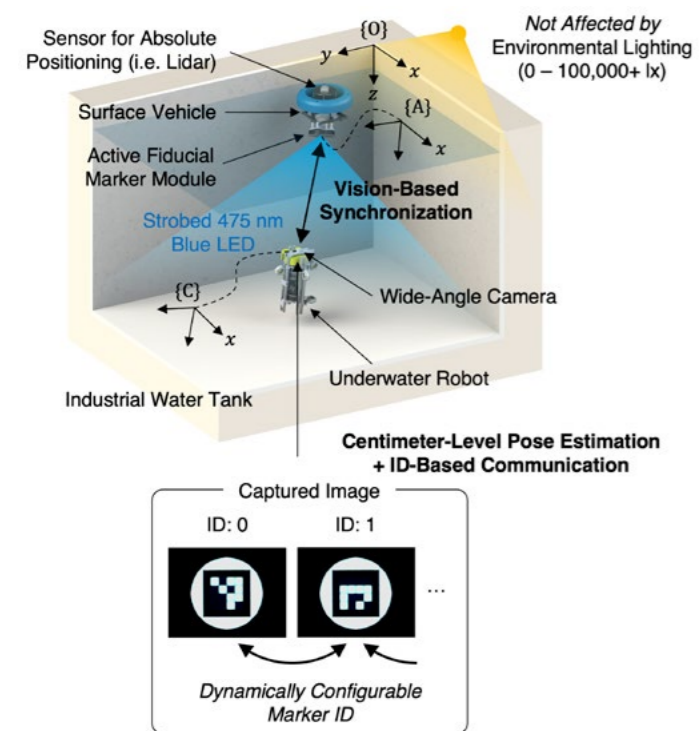 Sensor for Absolute
Positioning (i.e. Lidar)
{O}
y
x
z
Not Affected by
Environmental Lighting
(0 – 100,000+ lx)
Surface Vehicle
{A}
x
Active Fiducial
Marker Module
Vision-Based
Synchronization
Strobed 475 nm
Blue LED
{C}
x
Wide-Angle Camera
Underwater Robot
Industrial Water Tank
Centimeter-Level Pose Estimation
+ ID-Based Communication
Captured Image
ID: 0
ID: 1
...
Dynamically Configurable
Marker ID